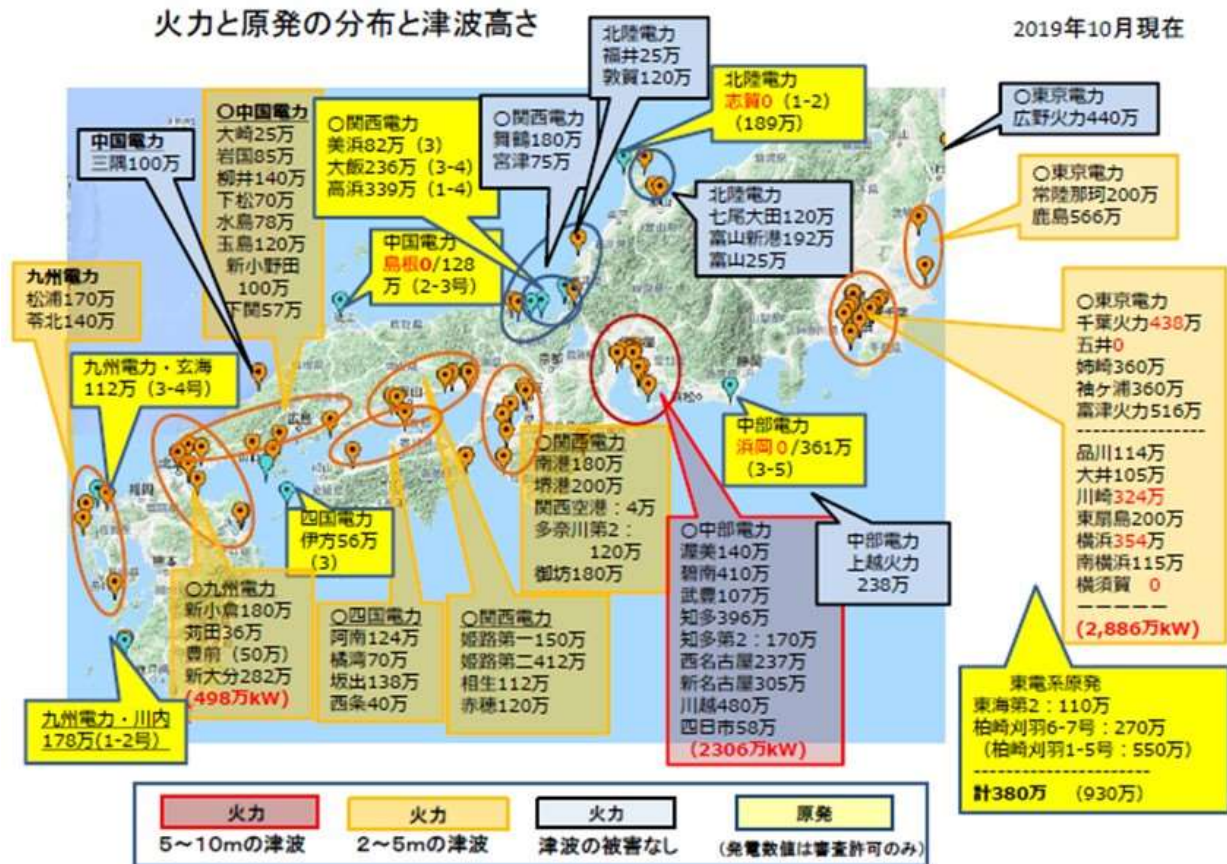 火力と原発の分布と津波高さ
2019年10月現在
北陸電力
福井25万
敦賀120万
北陸電力
志賀0 (1-2)
(189万)
○東京電力
広野火力440万
○中国電力
大崎25万
岩国85万
柳井140万
下松70万
水島78万
玉島120万
新小野田
100万
下関57万
○関西電力
美浜82万 (3)
大飯236万 (3-4)
高浜339万 (1-4)
○関西電力
舞鶴180万
宮津75万
中国電力
三隅100万
北陸電力
七尾大田120万
富山新港192万
富山25万
○東京電力
常陸那珂200万
鹿島566万
中国電力
島根0/128
万 (2-3号)
九州電力
松浦170万
苓北140万
九州電力・玄海
112万 (3-4号)
○東京電力
千葉火力438万
五井0
姉崎360万
袖ヶ浦360万
富津火力516万
----------------
品川114万
大井105万
川崎324万
東扇島200万
横浜354万
南横浜115万
横須賀 0
ーーーーー
(2,886万kW)
中部電力
浜岡 0/361万
(3-5)
○関西電力
南港180万
堺港200万
関西空港:4万
多奈川第2:
120万
御坊180万
四国電力
伊方56万
(3)
○中部電力
渥美140万
碧南410万
武豊107万
知多396万
知多第2:170万
西名古屋237万
新名古屋305万
川越480万
四日市58万
(2306万kW)
中部電力
上越火力
238万
○九州電力
新小倉180万
苅田36万
豊前 (50万)
新大分282万
(498万kW)
○四国電力
阿南124万
橘湾70万
坂出138万
西条40万
○関西電力
姫路第一150万
姫路第二412万
相生112万
赤穂120万
九州電力・川内
178万(1-2号)
東電系原発
東海第2:110万
柏崎刈羽6-7号:270万
(柏崎刈羽1-5号:550万)
-----------------------
計380万 (930万)
火力
5～10mの津波
火力
2～5mの津波
火力
津波の被害なし
原発
(発電数値は審査許可のみ)
広島
福岡
京都
浜松
千葉